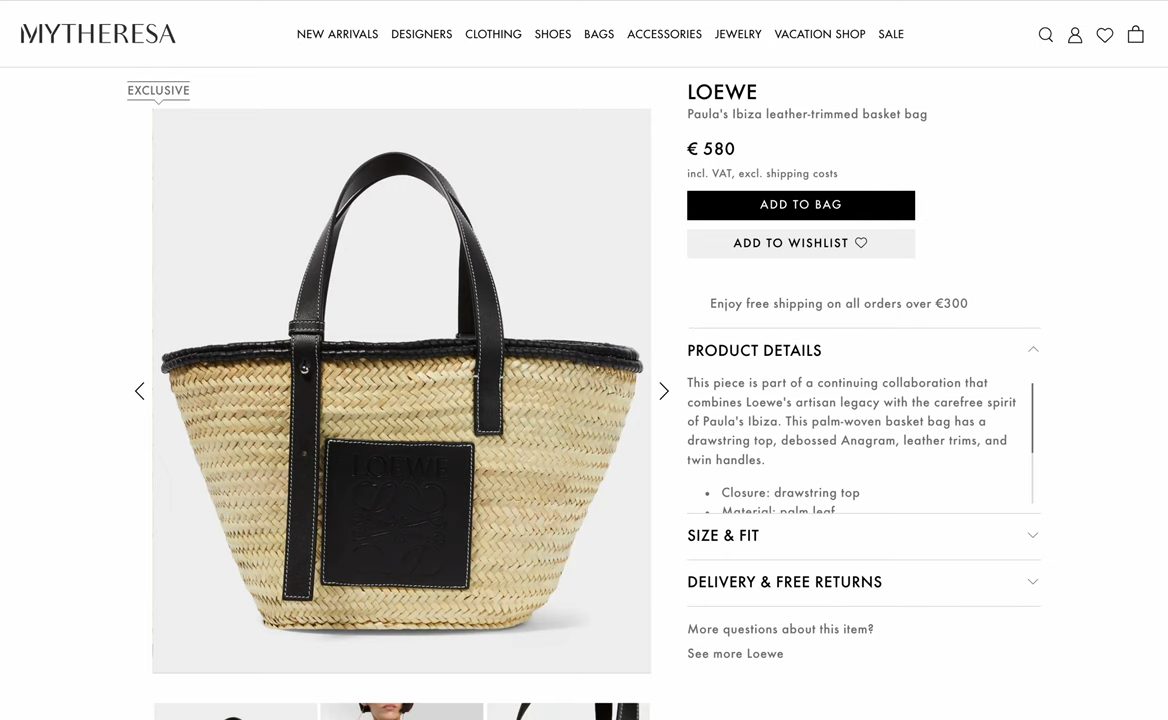 MYTHERESA
NEW ARRIVALS DESIGNERS CLOTHING SHOES BAGS ACCESSORIES JEWELRY VACATION SHOP SALE
EXCLUSIVE
LOEWE
LOEWE
Paula's Ibiza leather-trimmed basket bag
€ 580
incl. VAT, excl. shipping costs
ADD TO BAG
ADD TO WISHLIST
Enjoy free shipping on all orders over €300
PRODUCT DETAILS
This piece is part of a continuing collaboration that
combines Loewe's artisan legacy with the carefree spirit
of Paula's Ibiza. This palm-woven basket bag has a
drawstring top, debossed Anagram, leather trims, and
twin handles.
• Closure: drawstring top
• Material: palm leaf
SIZE & FIT
DELIVERY & FREE RETURNS
More questions about this item?
See more Loewe